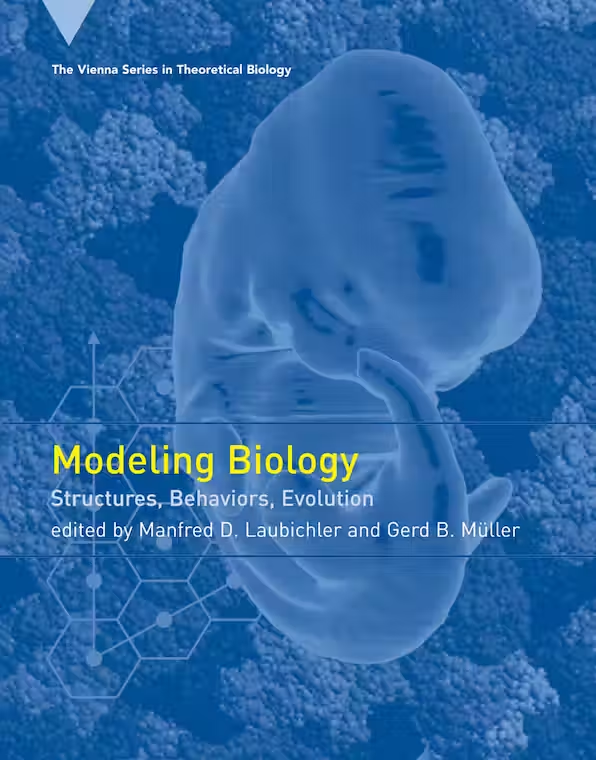 The Vienna Series in Theoretical Biology
Modeling Biology
Structures, Behaviors, Evolution
edited by Manfred D. Laubichler and Gerd B. Müller